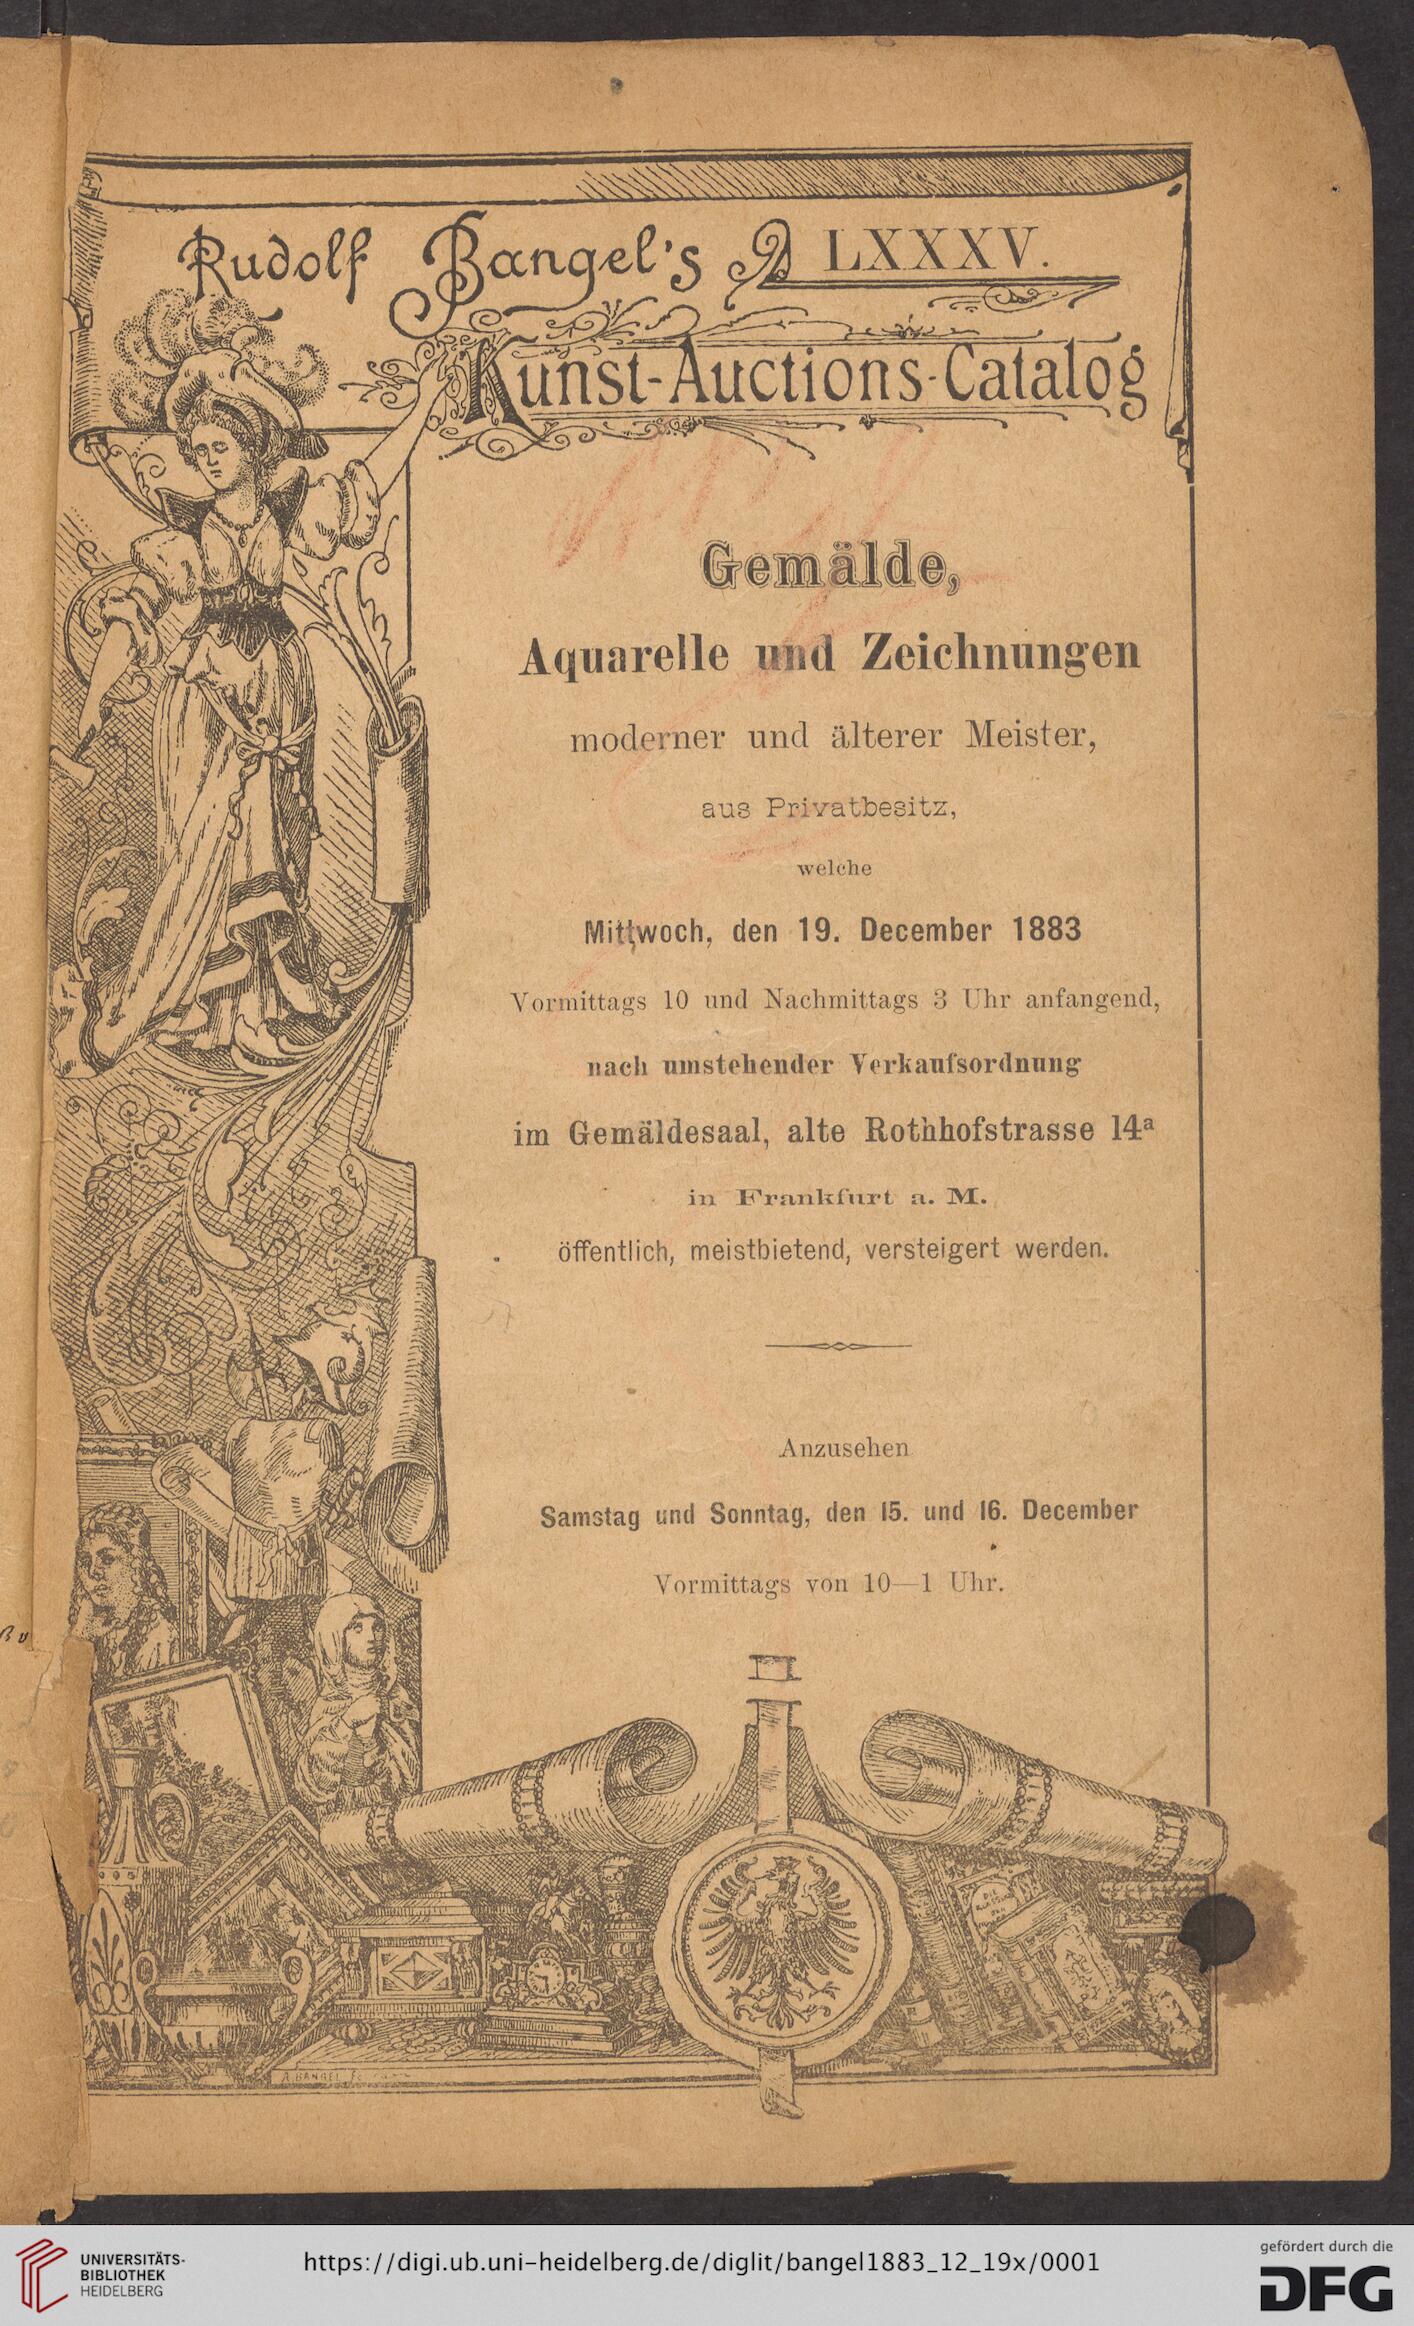 Rudolf Bangel's No LXXXV.
Kunst-Auctions-Catalog
Gemälde,
Aquarelle und Zeichnungen
moderner und älterer Meister,
aus Privatbesitz,
welche
Mittwoch, den 19. December 1883
Vormittags 10 und Nachmittags 3 Uhr anfangend,
nach umstehender Verkaufsordnung
im Gemäldesaal, alte Rothhofstrasse 14ª
in Frankfurt a. M.
öffentlich, meistbietend, versteigert werden.
Anzusehen
Samstag und Sonntag, den 15. und 16. December
Vormittags von 10—1 Uhr.
A. BANGEL
UNIVERSITÄTS-
BIBLIOTHEK
HEIDELBERG
https://digi.ub.uni-heidelberg.de/diglit/bangel1883_12_19x/0001
gefördert durch die
DFG